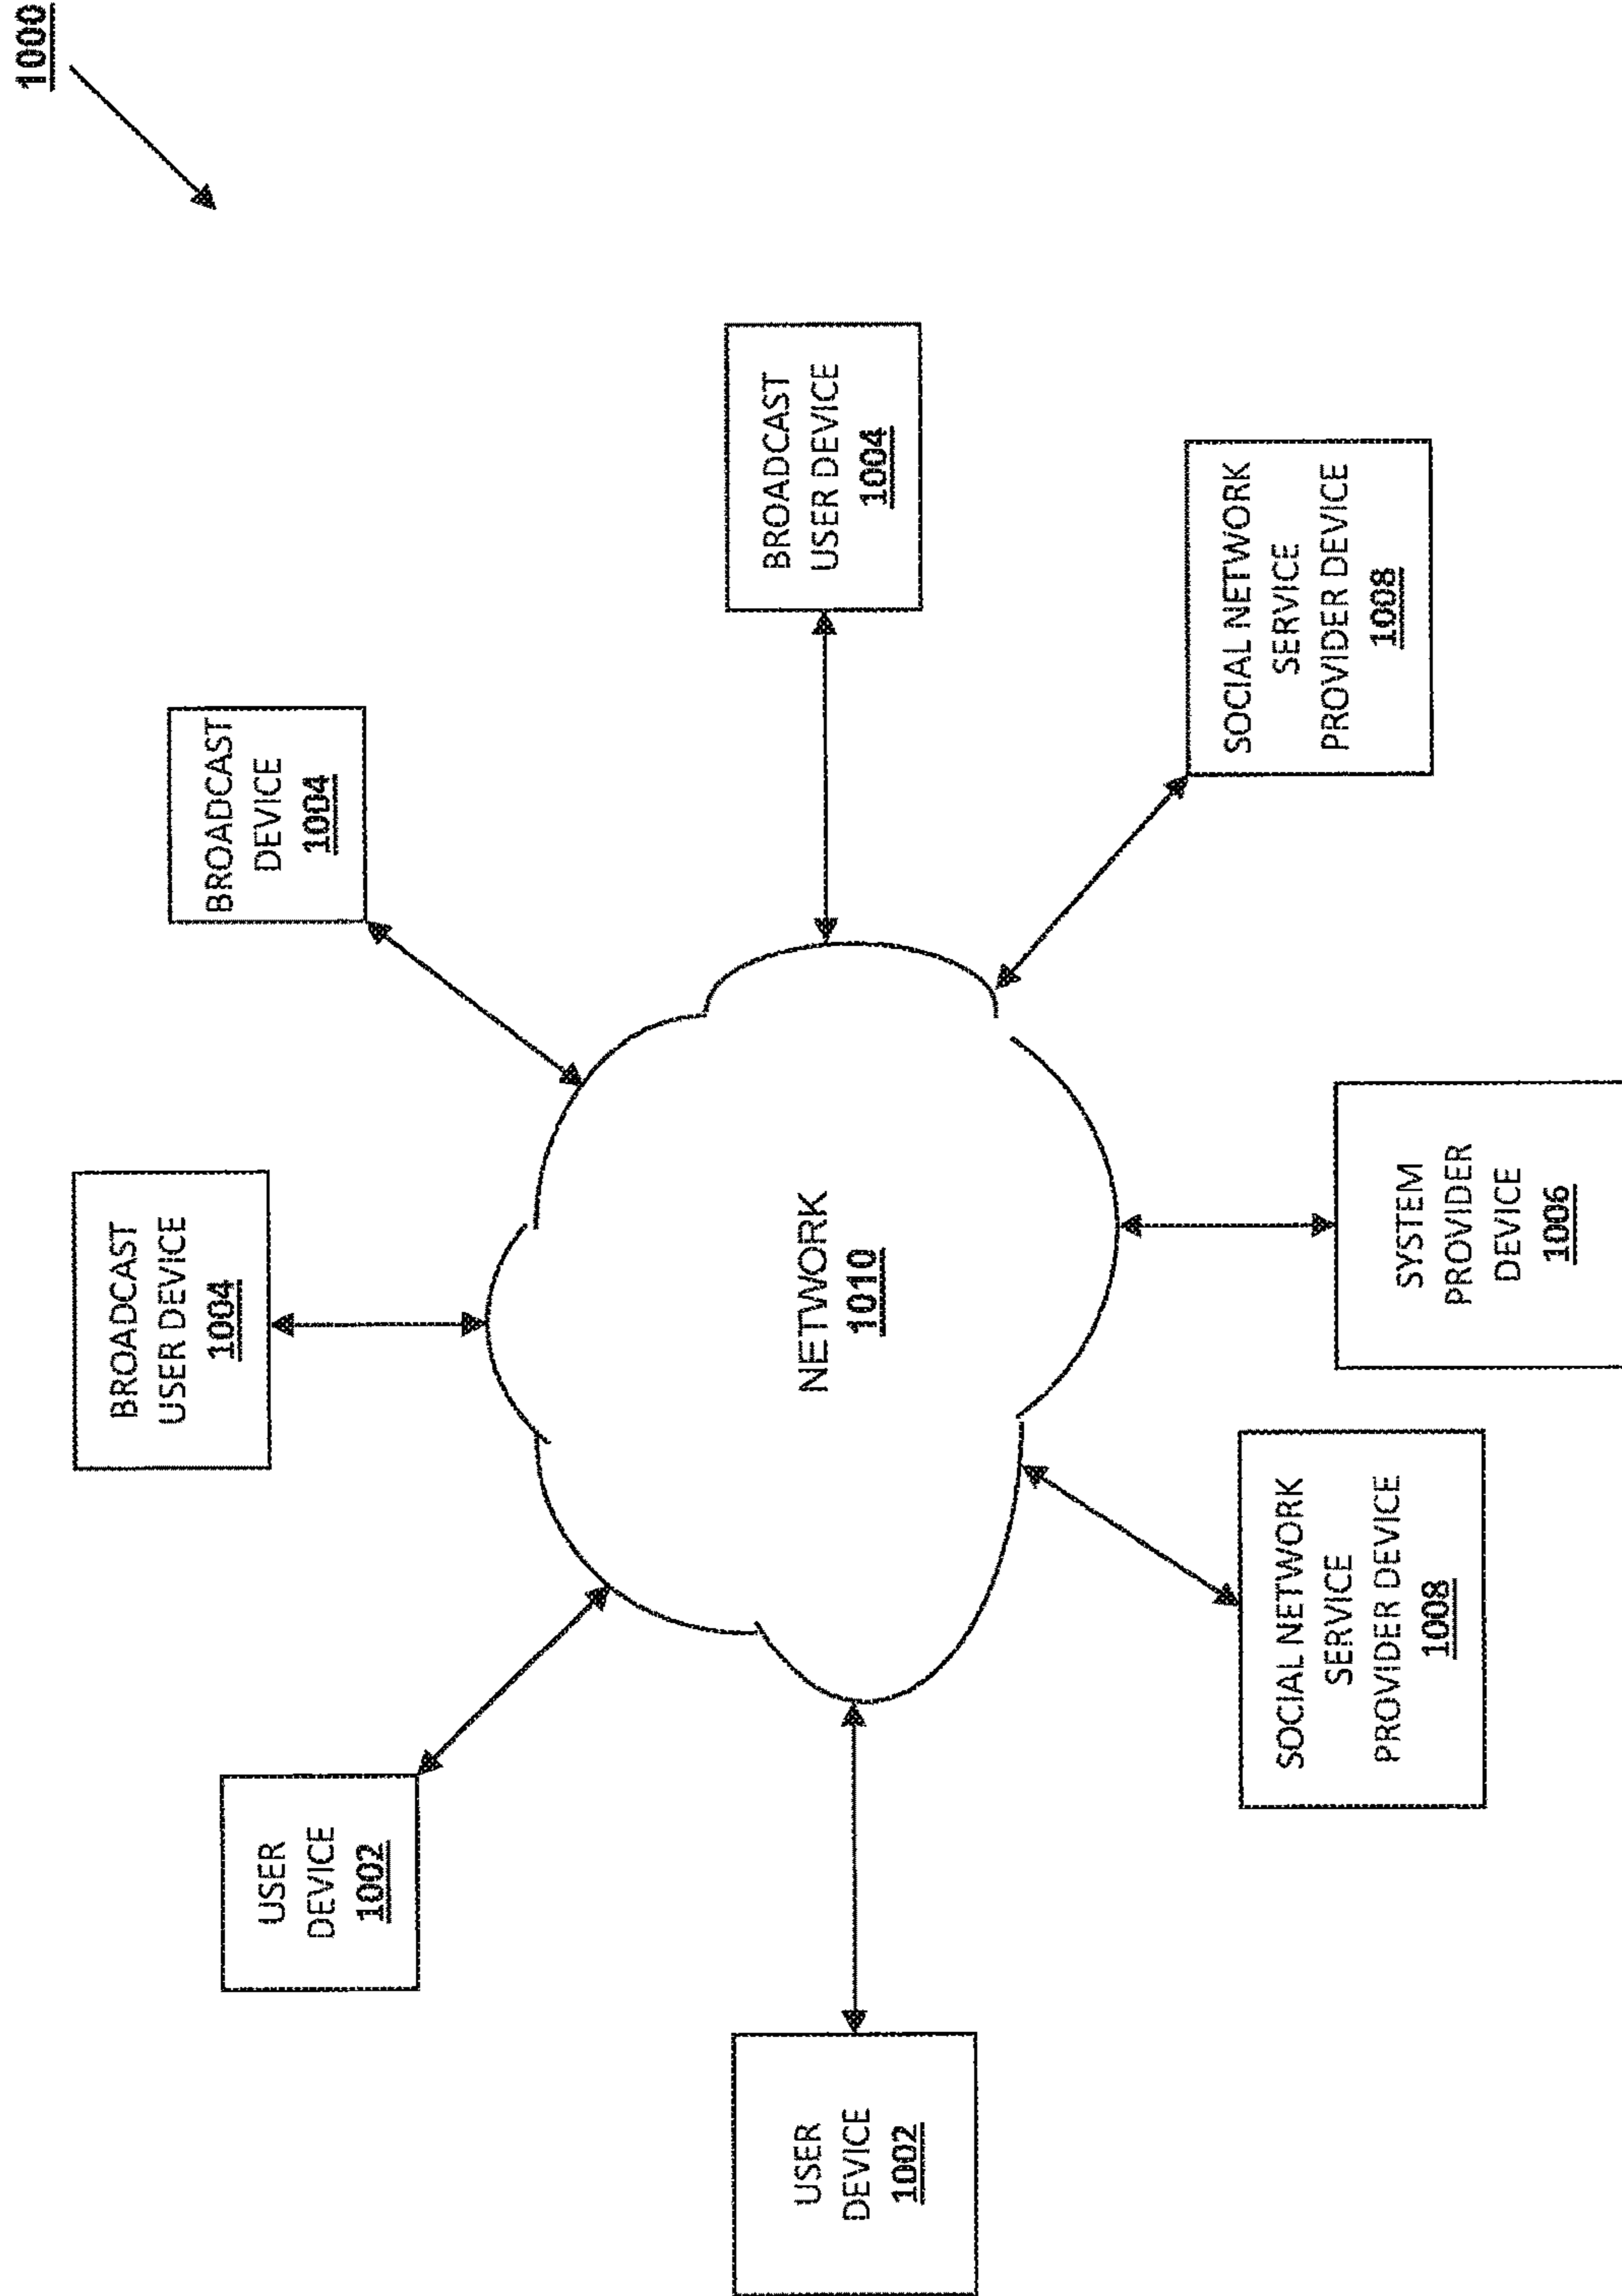 1000
BROADCAST
USER DEVICE
1004
BROADCAST
DEVICE
1004
USER
DEVICE
1002
BROADCAST
USER DEVICE
1004
NETWORK
1010
USER
DEVICE
1002
SOCIAL NETWORK
SERVICE
PROVIDER DEVICE
1008
SYSTEM
PROVIDER
DEVICE
1006
SOCIAL NETWORK
SERVICE
PROVIDER DEVICE
1008